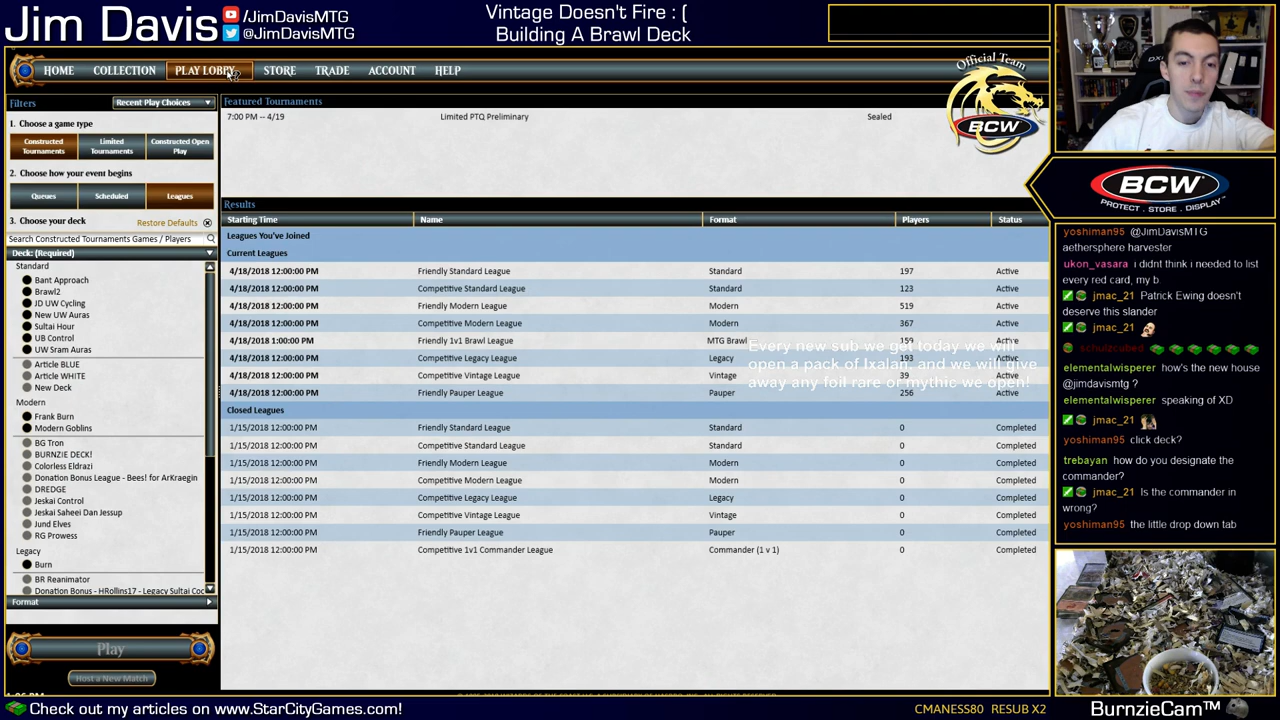 Jim Davis
/JimDavisMTG
@JimDavisMTG
Vintage Doesn't Fire : (
Building A Brawl Deck
HOME COLLECTION PLAY LOBBY STORE TRADE ACCOUNT HELP
Official Team
BCW
Filters
Recent Play Choices
1. Choose a game type
Constructed Tournaments
Limited Tournaments
Constructed Open Play
2. Choose how your event begins
Queues
Scheduled
Leagues
3. Choose your deck
Restore Defaults
Search Constructed Tournaments Games / Players
Deck: (Required)
Standard
Bant Approach
Brawl2
JD UW Cycling
New UW Auras
Sultai Hour
UB Control
UW Sram Auras
Article BLUE
Article WHITE
New Deck
Modern
Frank Burn
Modern Goblins
BG Tron
BURNZIE DECK!
Colorless Eldrazi
Donation Bonus League - Bees! for ArKraegin
DREDGE
Jeskai Control
Jeskai Saheei Dan Jessup
Jund Elves
RG Prowess
Legacy
Burn
BR Reanimator
Donation Bonus - HRollins17 - Legacy Sultai Coc
Format
Play
Host a New Match
Featured Tournaments
7:00 PM -- 4/19 Limited PTQ Preliminary Sealed
Results
Starting Time Name Format Players Status
Leagues You've Joined
Current Leagues
4/18/2018 12:00:00 PM Friendly Standard League Standard 197 Active
4/18/2018 12:00:00 PM Competitive Standard League Standard 123 Active
4/18/2018 12:00:00 PM Friendly Modern League Modern 519 Active
4/18/2018 12:00:00 PM Competitive Modern League Modern 367 Active
4/18/2018 1:00:00 PM Friendly 1v1 Brawl League MTG Brawl Active
4/18/2018 12:00:00 PM Competitive Legacy League Legacy 193 Active
4/18/2018 12:00:00 PM Competitive Vintage League Vintage 39 Active
4/18/2018 12:00:00 PM Friendly Pauper League Pauper 256 Active
Every new sub we get today we will
open a pack of Ixalan, and we will give
away any foil rare or mythic we open!
Closed Leagues
1/15/2018 12:00:00 PM Friendly Standard League Standard 0 Completed
1/15/2018 12:00:00 PM Competitive Standard League Standard 0 Completed
1/15/2018 12:00:00 PM Friendly Modern League Modern 0 Completed
1/15/2018 12:00:00 PM Competitive Modern League Modern 0 Completed
1/15/2018 12:00:00 PM Competitive Legacy League Legacy 0 Completed
1/15/2018 12:00:00 PM Competitive Vintage League Vintage 0 Completed
1/15/2018 12:00:00 PM Friendly Pauper League Pauper 0 Completed
1/15/2018 12:00:00 PM Competitive 1v1 Commander League Commander (1 v 1) 0 Completed
BCW
PROTECT. STORE. DISPLAY.
yoshiman95 @JimDavisMTG
aethersphere harvester
ukon_vasara i didnt think i needed to list
every red card, my b
jmac_21 Patrick Ewing doesn't
deserve this slander
jmac_21
schulzcubed
elementalwisperer how's the new house
@jimdavismtg ?
elementalwisperer speaking of XD
jmac_21
yoshiman95 click deck?
trebayan how do you designate the
commander?
jmac_21 Is the commander in
wrong?
yoshiman95 the little drop down tab
Check out my articles on www.StarCityGames.com!
CMANESS80 RESUB X2
BurnzieCam™